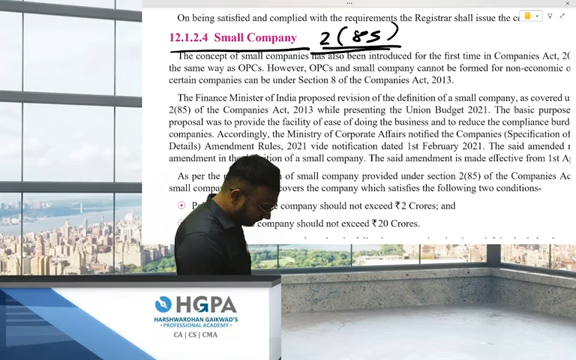 On being satisfied and complied with the requirements the Registrar shall issue the
12.1.2.4 Small Company 2(85)
The concept of small companies has also been introduced for the first time in Companies Act, 20
the same way as OPCs. However, OPCs and small company cannot be formed for non-economic o
certain companies can be under Section 8 of the Companies Act, 2013.
The Finance Minister of India proposed revision of the definition of a small company, as covered u
2(85) of the Companies Act, 2013 while presenting the Union Budget 2021. The basic purpose
proposal was to provide the facility of ease of doing the business and to reduce the compliance burd
companies. Accordingly, the Ministry of Corporate Affairs notified the Companies (Specification of
Details) Amendment Rules, 2021 vide notification dated 1st February 2021. The said amended
amendment in the of a small company. The said amendment is made effective from 1st A
As per the of small company provided under section 2(85) of the Companies Ac
small covers the company which satisfies the following two conditions-
company should not exceed ₹2 Crores; and
company should not exceed ₹20 Crores.
HGPA
HARSHWARDHAN GAIKWAD'S
PROFESSIONAL ACADEMY
CA | CS | CMA